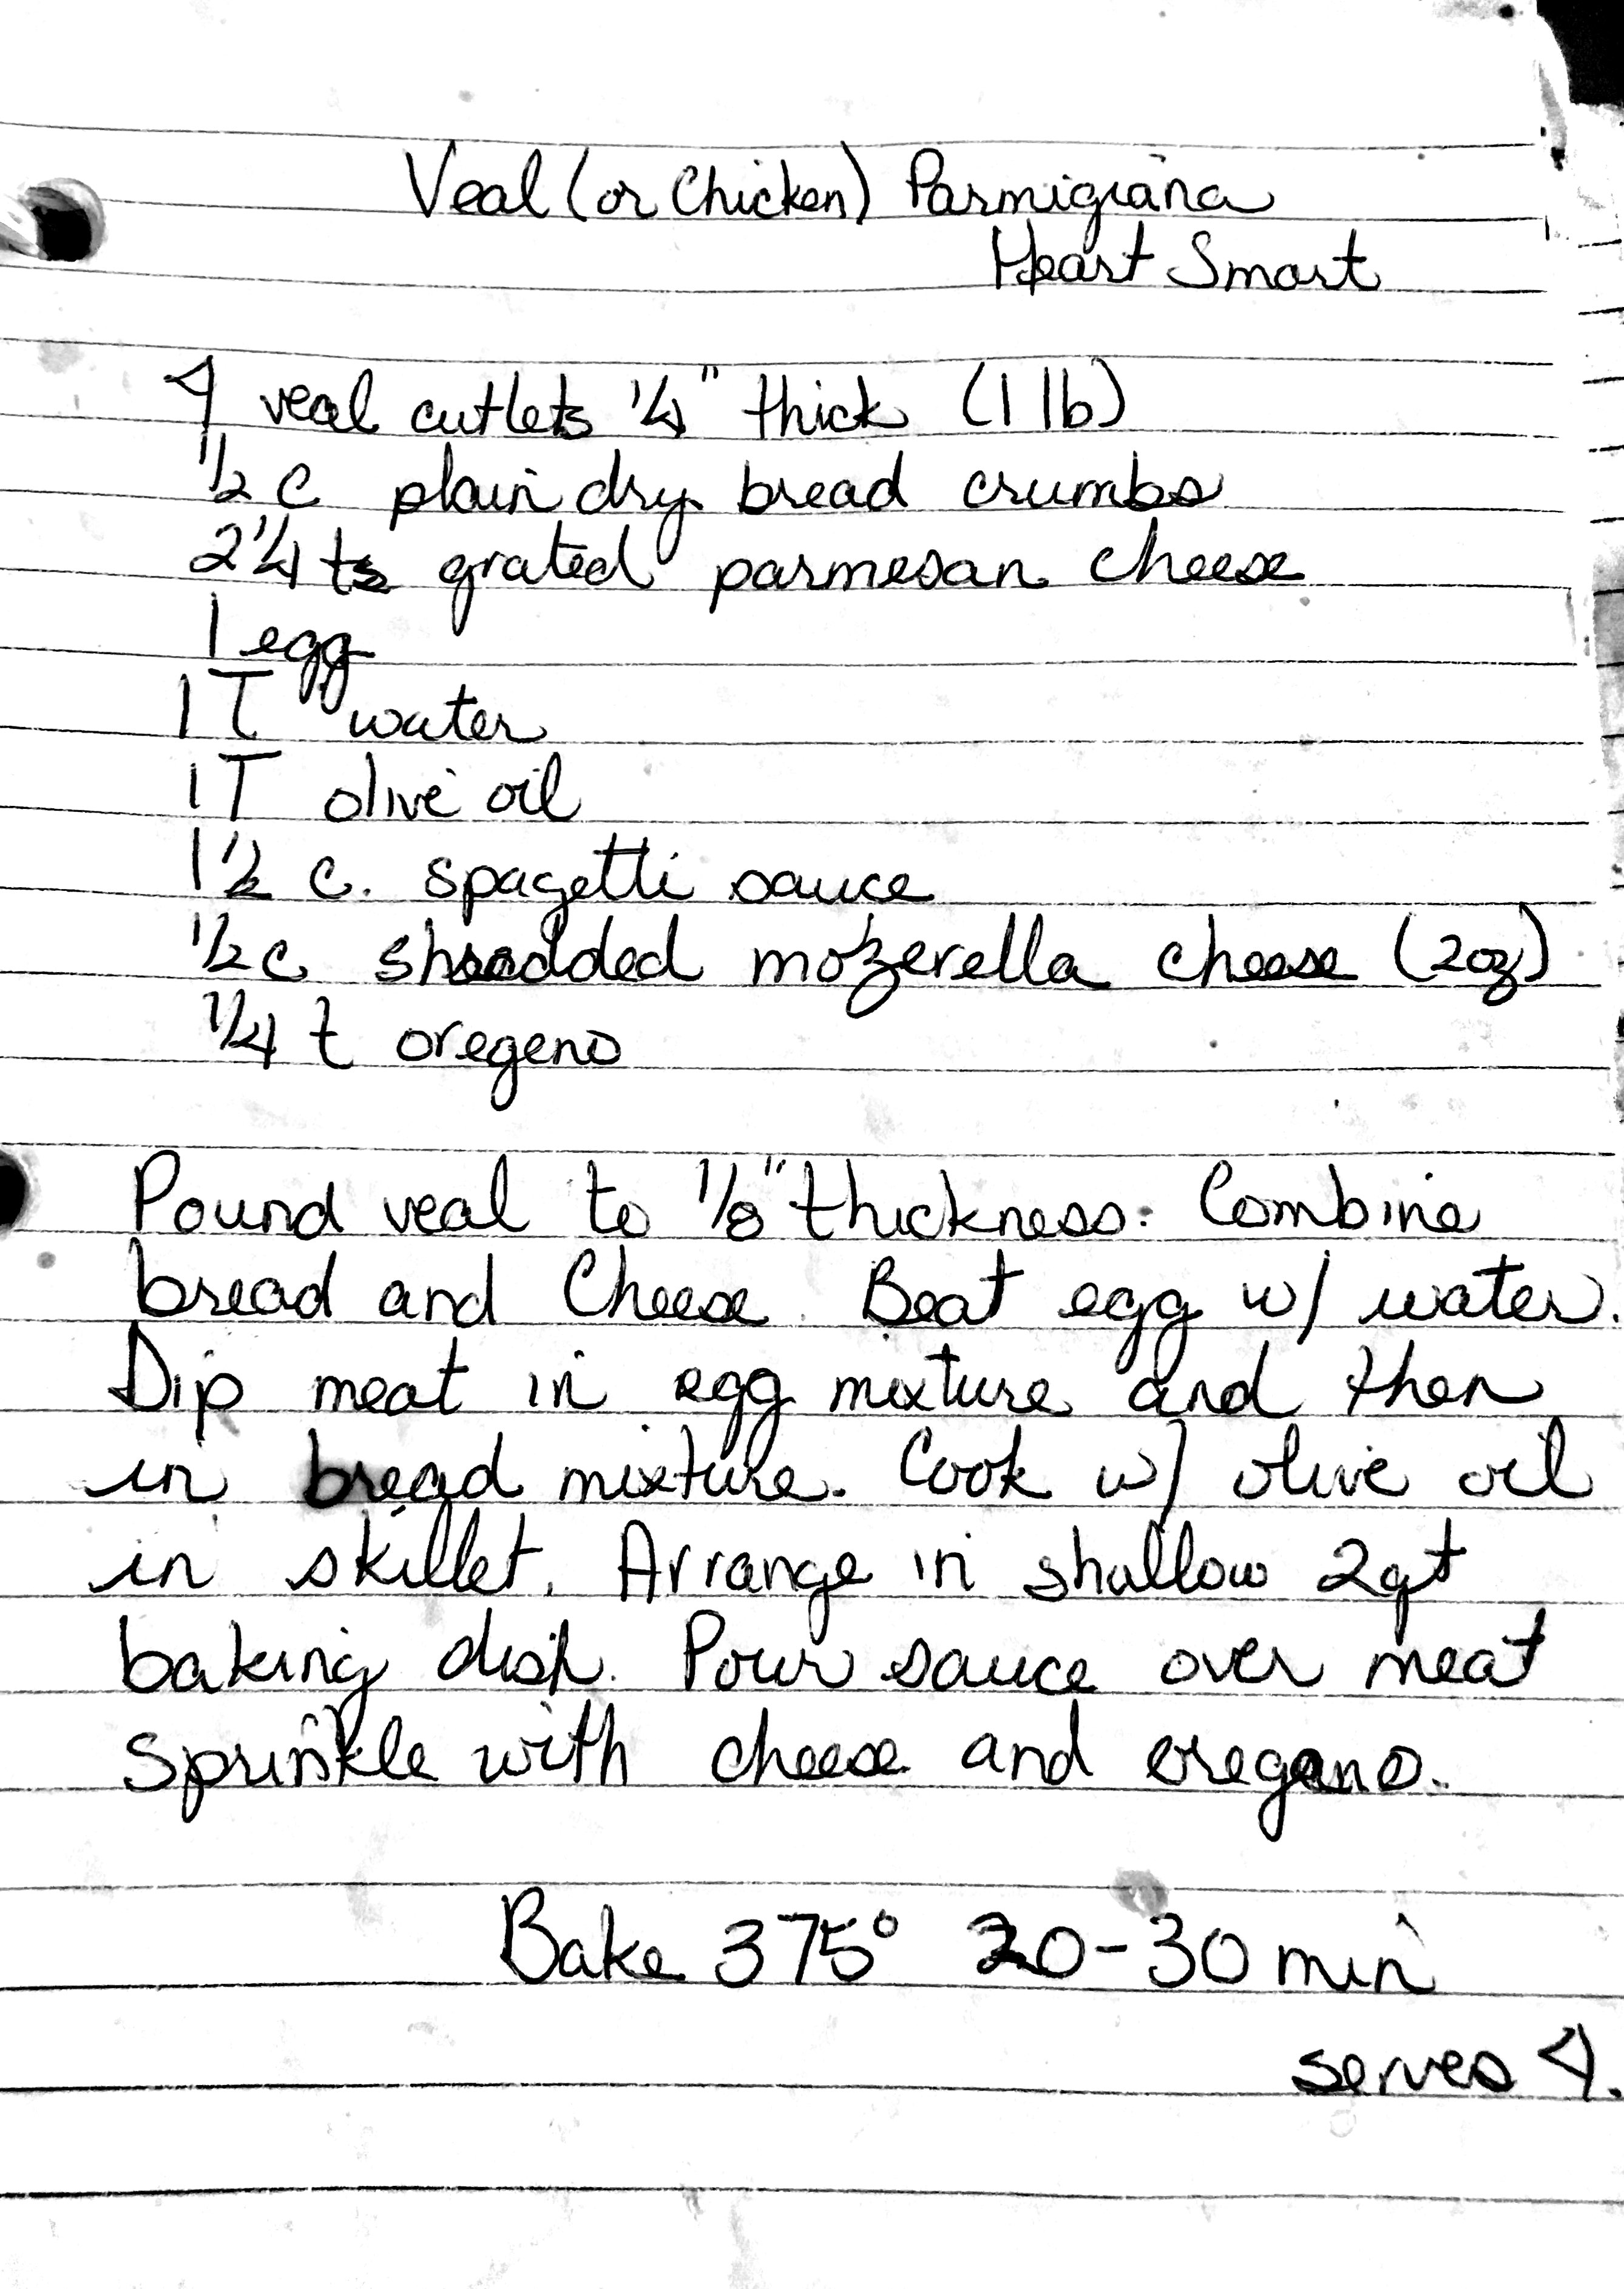 Veal (or Chicken) Parmigiana
Heart Smart
4 veal cutlets 1/4" thick (1 lb)
1/2 c plain dry bread crumbs
2 1/4 ts grated parmesan cheese
1 egg
1 T water
1 T olive oil
1 1/2 c. spagetti sauce
1/2 c shredded mozerella cheese (2oz)
1/4 t oregeno
Pound veal to 1/8" thickness. Combine
bread and Cheese. Beat egg w/ water.
Dip meat in egg mixture and then
in bread mixture. Cook w/ olive oil
in skillet. Arrange in shallow 2qt
baking dish. Pour sauce over meat
sprinkle with cheese and oregano.
Bake 375° 20-30 min
serves 4.